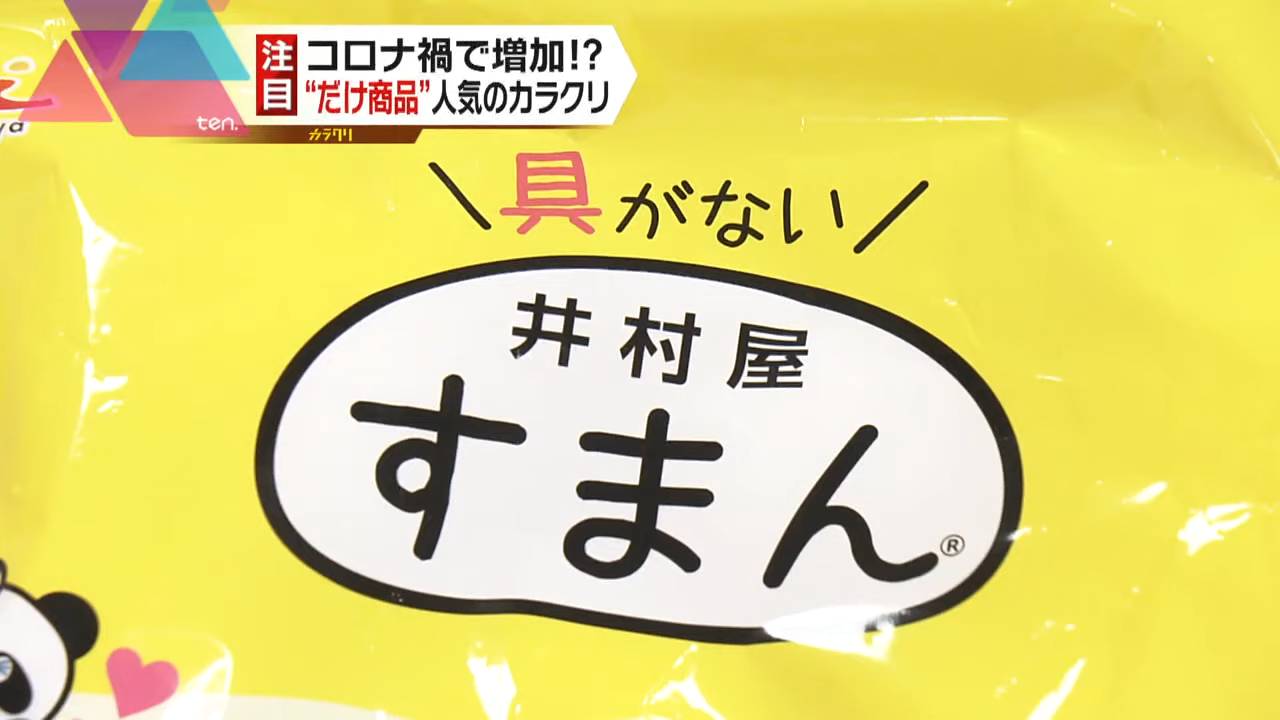 注目
コロナ禍で増加!?
“だけ商品”人気のカラクリ
ten.
カラクリ
ya
具がない
井村屋
すまん®